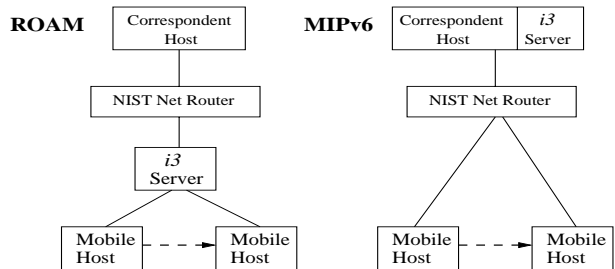 ROAM
Correspondent
Host
NIST Net Router
i3
Server
Mobile
Host
Mobile
Host
MIPv6
Correspondent
Host
i3
Server
NIST Net Router
Mobile
Host
Mobile
Host